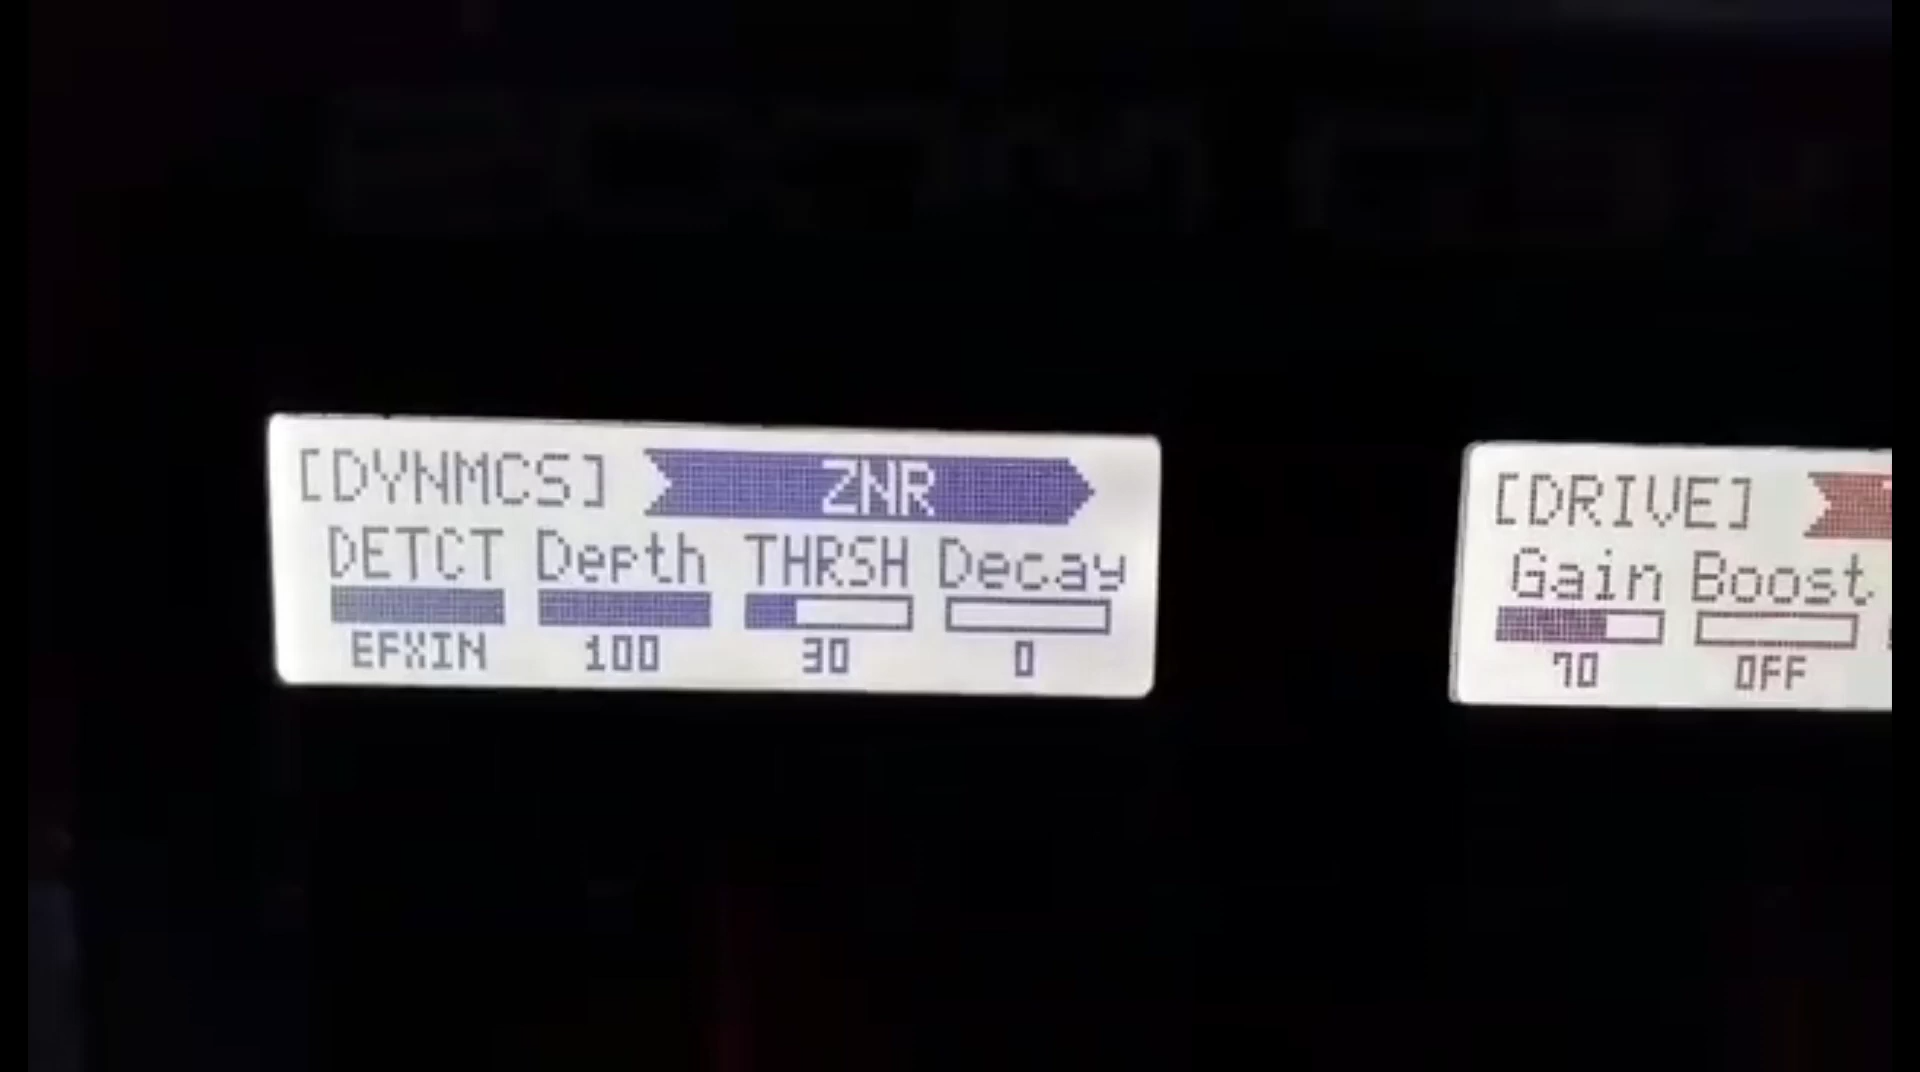 [DYNMCS] ZNR
DETCT Depth THRSH Decay
EFXIN 100 30 0
[DRIVE]
Gain Boost
70 OFF